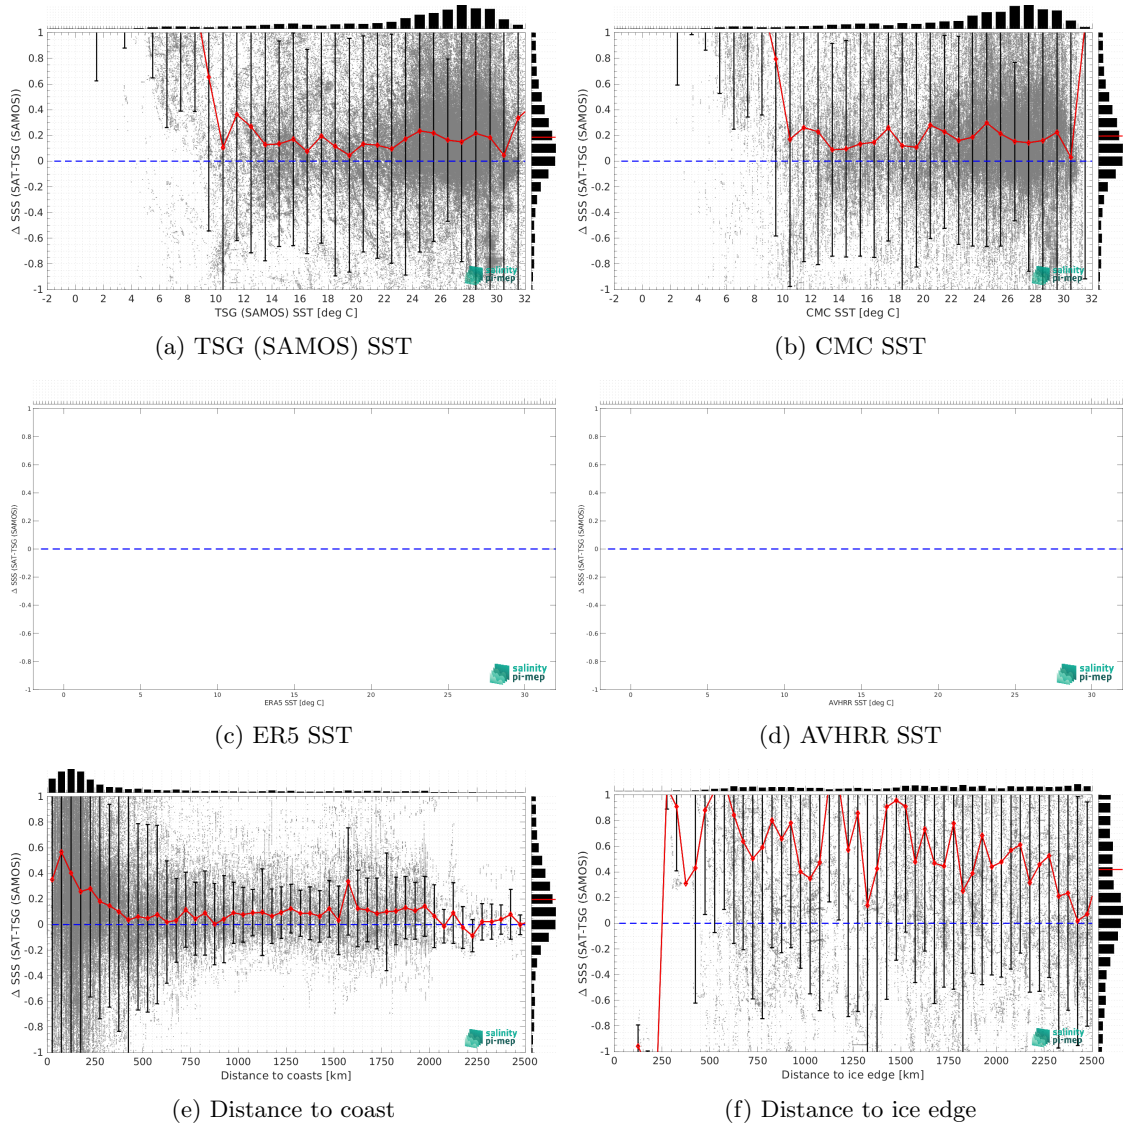 1
0.8
0.6
0.4
0.2
0
-0.2
-0.4
-0.6
-0.8
-1
Δ SSS (SAT-TSG (SAMOS))
-2 0 2 4 6 8 10 12 14 16 18 20 22 24 26 28 30 32
TSG (SAMOS) SST [deg C]
salinity
pi-mep
(a) TSG (SAMOS) SST
1
0.8
0.6
0.4
0.2
0
-0.2
-0.4
-0.6
-0.8
-1
Δ SSS (SAT-TSG (SAMOS))
-2 0 2 4 6 8 10 12 14 16 18 20 22 24 26 28 30 32
CMC SST [deg C]
salinity
pi-mep
(b) CMC SST
1
0.8
0.6
0.4
0.2
0
-0.2
-0.4
-0.6
-0.8
-1
Δ SSS (SAT-TSG (SAMOS))
0 5 10 15 20 25 30
ERA5 SST [deg C]
salinity
pi-mep
(c) ER5 SST
1
0.8
0.6
0.4
0.2
0
-0.2
-0.4
-0.6
-0.8
-1
Δ SSS (SAT-TSG (SAMOS))
0 5 10 15 20 25 30
AVHRR SST [deg C]
salinity
pi-mep
(d) AVHRR SST
1
0.8
0.6
0.4
0.2
0
-0.2
-0.4
-0.6
-0.8
-1
Δ SSS (SAT-TSG (SAMOS))
0 250 500 750 1000 1250 1500 1750 2000 2250 2500
Distance to coasts [km]
salinity
pi-mep
(e) Distance to coast
1
0.8
0.6
0.4
0.2
0
-0.2
-0.4
-0.6
-0.8
-1
Δ SSS (SAT-TSG (SAMOS))
0 250 500 750 1000 1250 1500 1750 2000 2250 2500
Distance to ice edge [km]
salinity
pi-mep
(f) Distance to ice edge